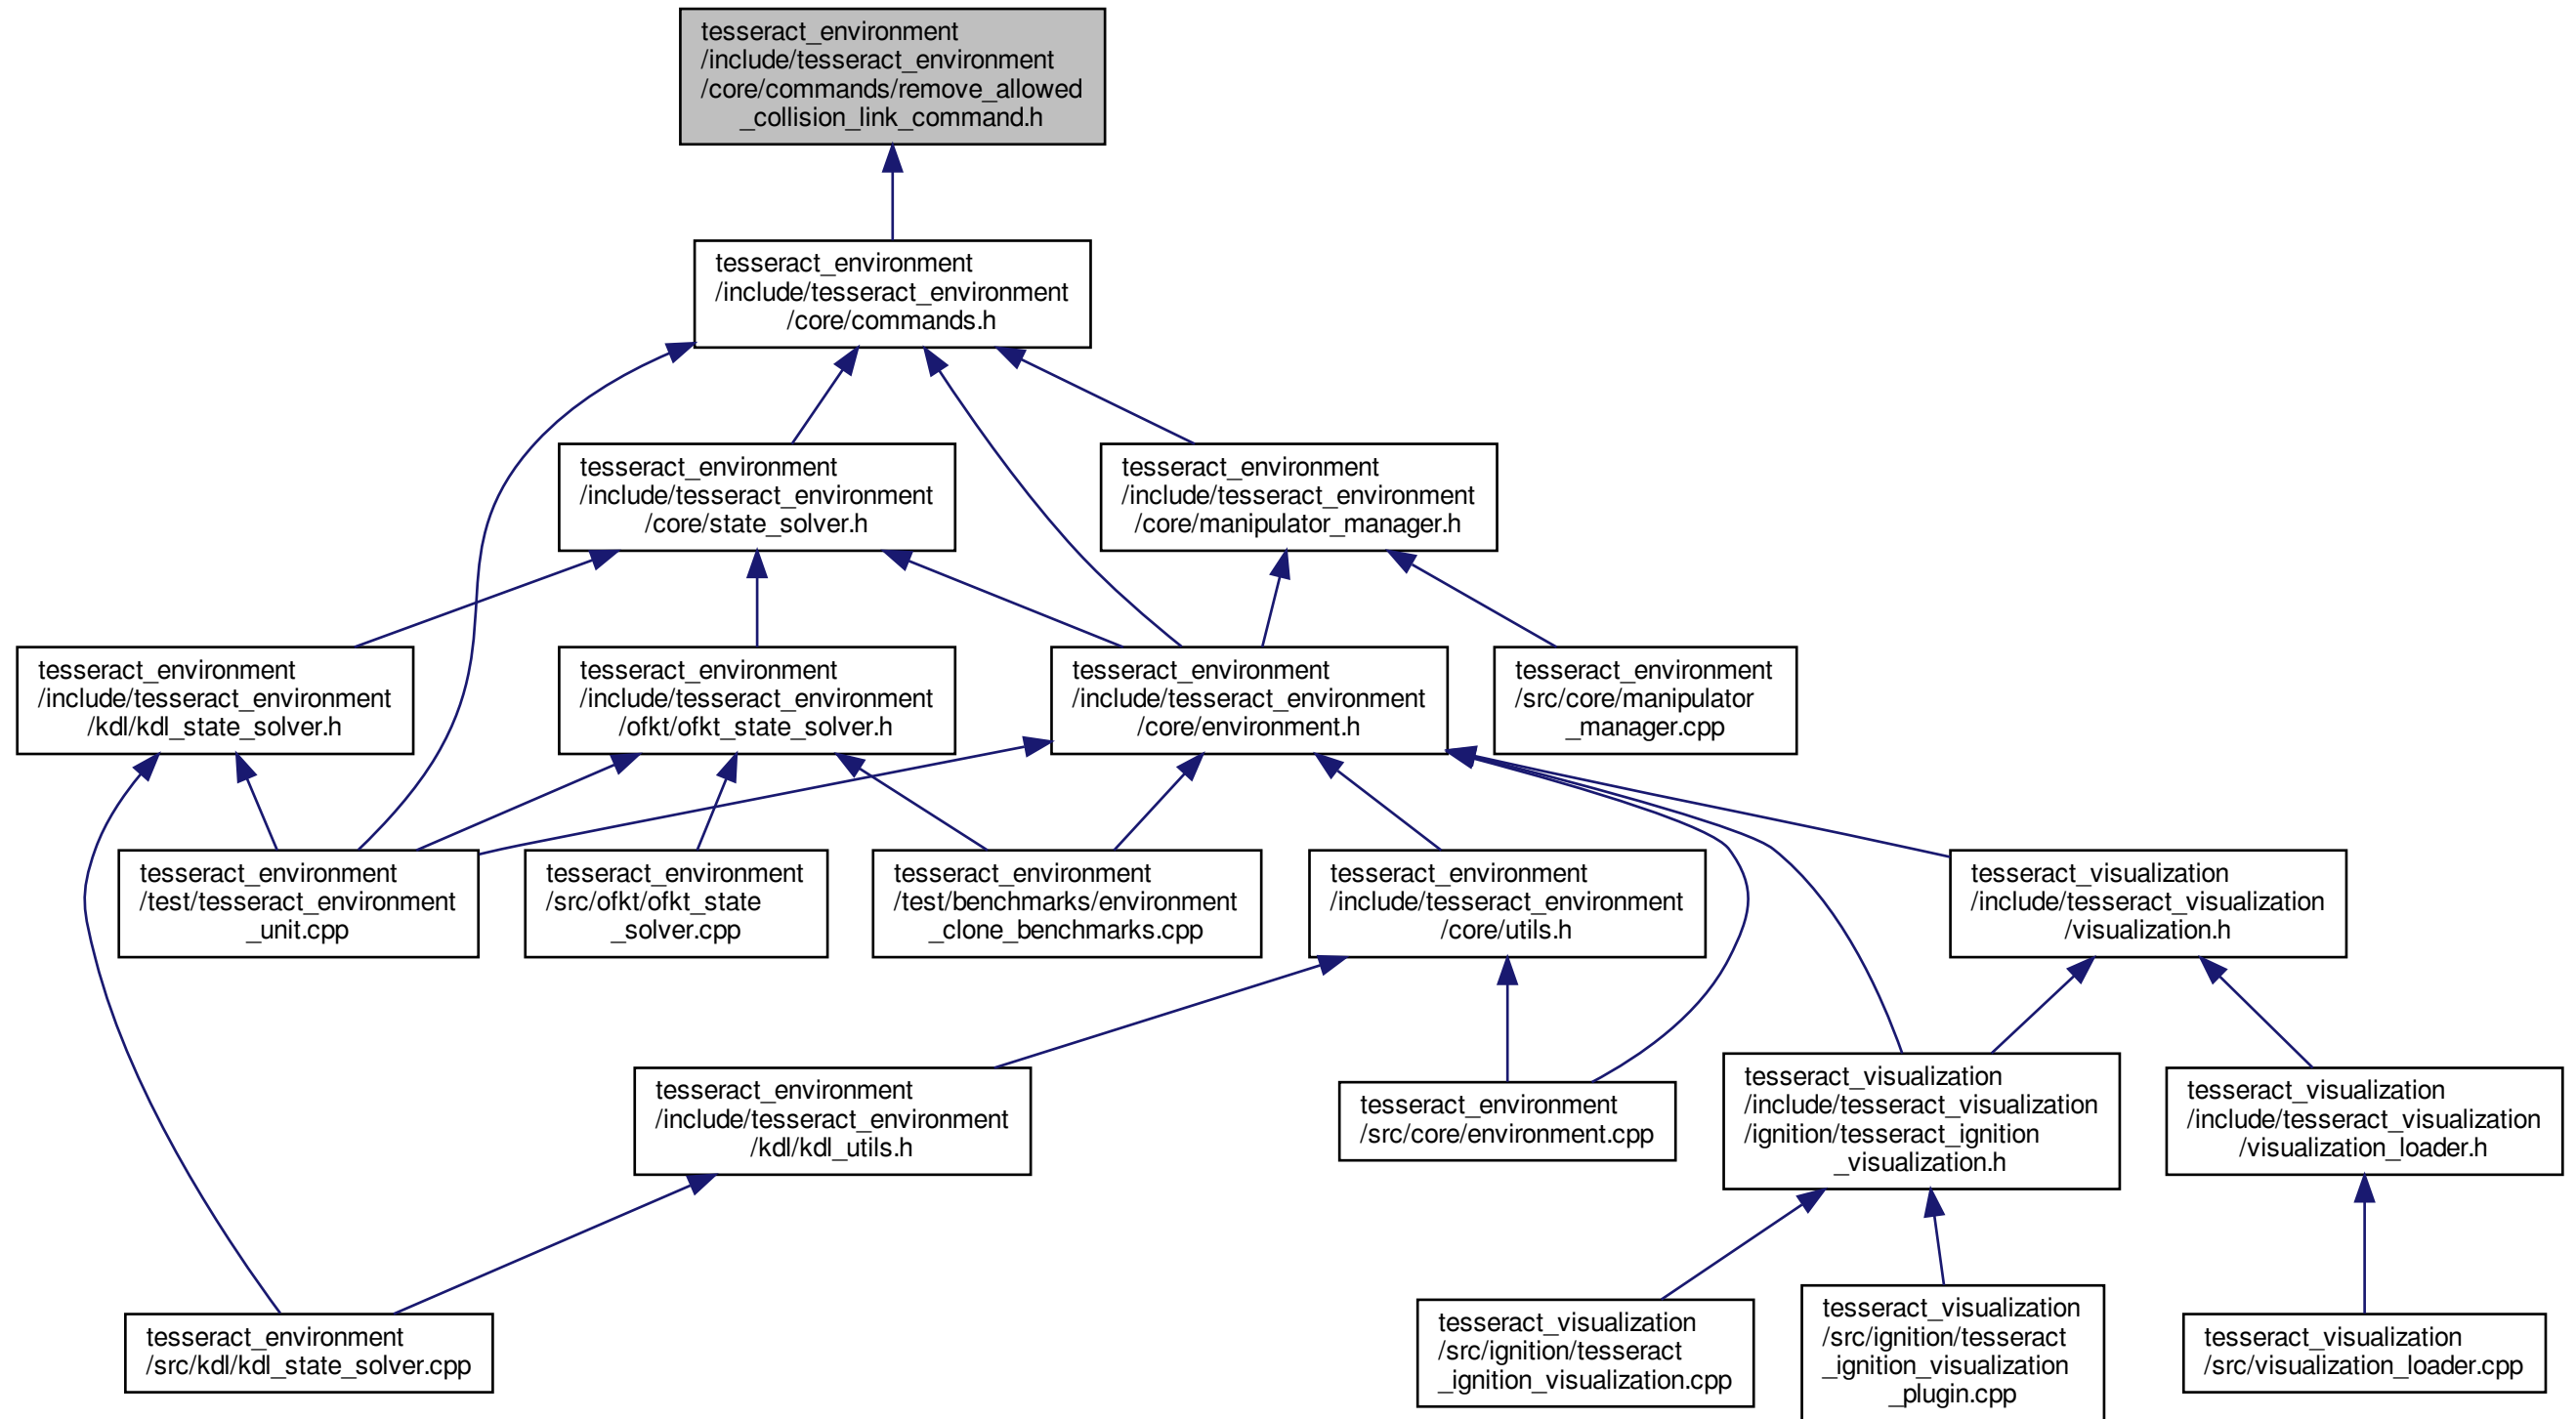 tesseract_environment
/include/tesseract_environment
/core/commands/remove_allowed
_collision_link_command.h
tesseract_environment
/include/tesseract_environment
/core/commands.h
tesseract_environment
/include/tesseract_environment
/core/state_solver.h
tesseract_environment
/include/tesseract_environment
/core/manipulator_manager.h
tesseract_environment
/include/tesseract_environment
/kdl/kdl_state_solver.h
tesseract_environment
/include/tesseract_environment
/ofkt/ofkt_state_solver.h
tesseract_environment
/include/tesseract_environment
/core/environment.h
tesseract_environment
/src/core/manipulator
_manager.cpp
tesseract_environment
/test/tesseract_environment
_unit.cpp
tesseract_environment
/src/ofkt/ofkt_state
_solver.cpp
tesseract_environment
/test/benchmarks/environment
_clone_benchmarks.cpp
tesseract_environment
/include/tesseract_environment
/core/utils.h
tesseract_visualization
/include/tesseract_visualization
/visualization.h
tesseract_environment
/include/tesseract_environment
/kdl/kdl_utils.h
tesseract_environment
/src/core/environment.cpp
tesseract_visualization
/include/tesseract_visualization
/ignition/tesseract_ignition
_visualization.h
tesseract_visualization
/include/tesseract_visualization
/visualization_loader.h
tesseract_environment
/src/kdl/kdl_state_solver.cpp
tesseract_visualization
/src/ignition/tesseract
_ignition_visualization.cpp
tesseract_visualization
/src/ignition/tesseract
_ignition_visualization
_plugin.cpp
tesseract_visualization
/src/visualization_loader.cpp